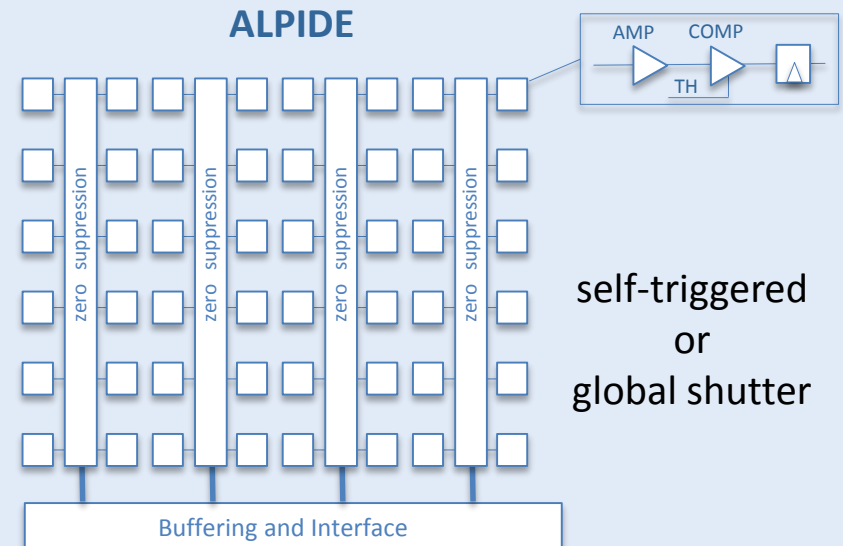 ALPIDE
AMP
COMP
TH
zero suppression
zero suppression
zero suppression
zero suppression
self-triggered
or
global shutter
Buffering and Interface